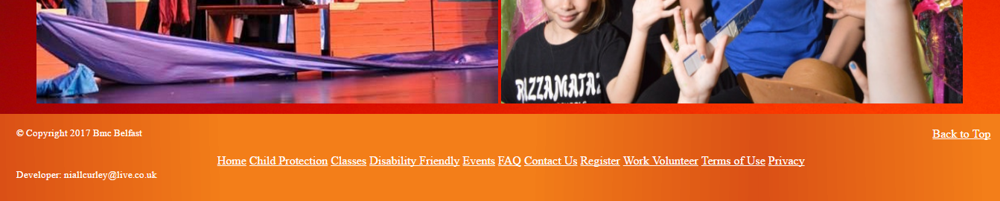 RAZZAMATAZ
© Copyright 2017 Bmc Belfast
Back to Top
Home Child Protection Classes Disability Friendly Events FAQ Contact Us Register Work Volunteer Terms of Use Privacy
Developer: niallcurley@live.co.uk